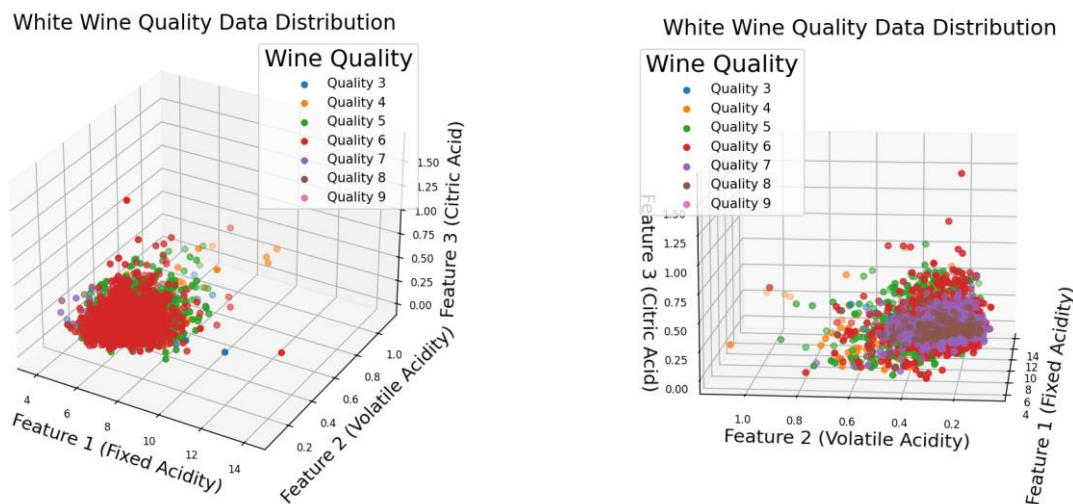 White Wine Quality Data Distribution
Wine Quality
Quality 3
Quality 4
Quality 5
Quality 6
Quality 7
Quality 8
Quality 9
1.50
1.25
1.00
0.75
0.50
0.25
0.00
Feature 3 (Citric Acid)
1.0
0.8
0.6
0.4
0.2
Feature 2 (Volatile Acidity)
4
6
8
10
12
14
Feature 1 (Fixed Acidity)
White Wine Quality Data Distribution
Wine Quality
Quality 3
Quality 4
Quality 5
Quality 6
Quality 7
Quality 8
Quality 9
1.50
1.25
1.00
0.75
0.50
0.25
0.00
Feature 3 (Citric Acid)
1.0
0.8
0.6
0.4
0.2
Feature 2 (Volatile Acidity)
14
12
10
8
6
4
Feature 1 (Fixed Acidity)